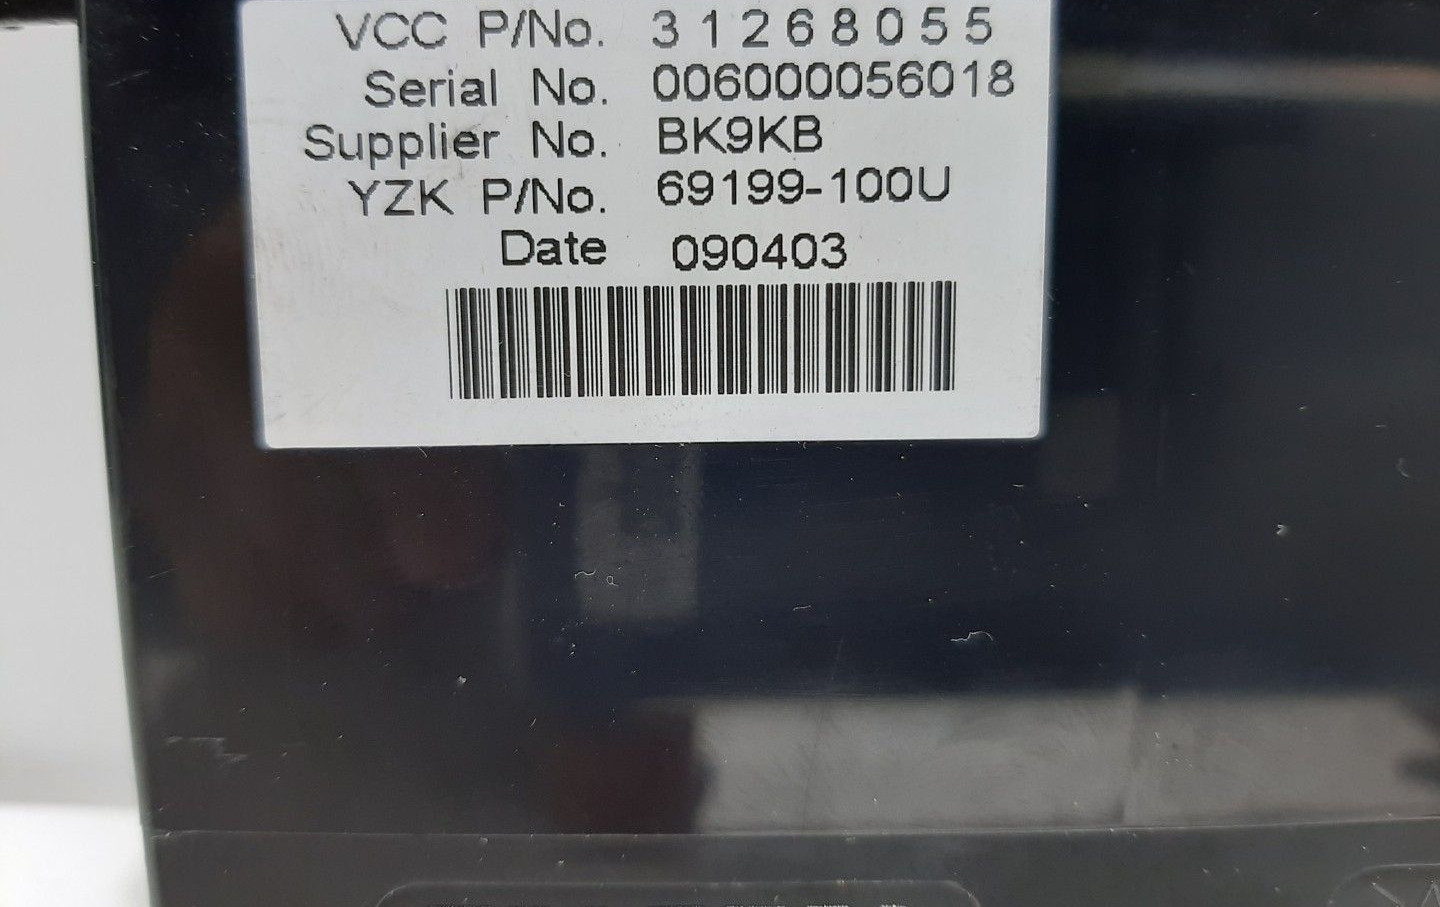 VCC P/No. 31268055
Serial No. 006000056018
Supplier No. BK9KB
YZK P/No. 69199-100U
Date 090403